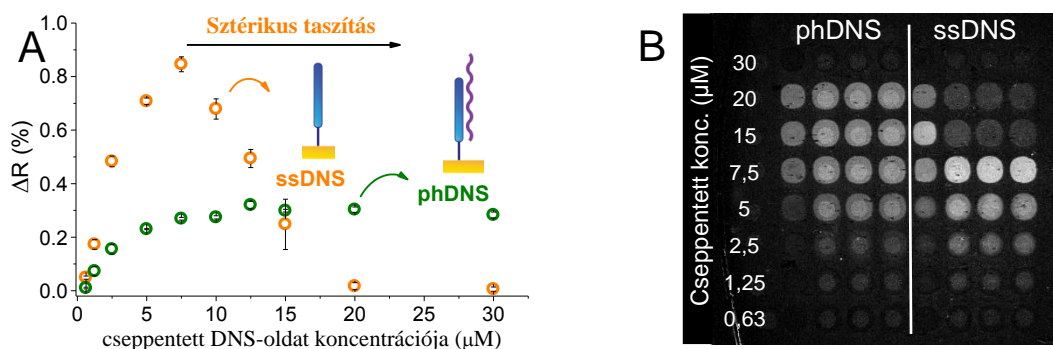 A
Sztérikus taszítás
ΔR (%)
1.0
0.8
0.6
0.4
0.2
0.0
ssDNS
phDNS
0 5 10 15 20 25 30
cseppentett DNS-oldat koncentrációja (μM)
B
phDNS ssDNS
Cseppentett konc. (μM)
30
20
15
7,5
5
2,5
1,25
0,63